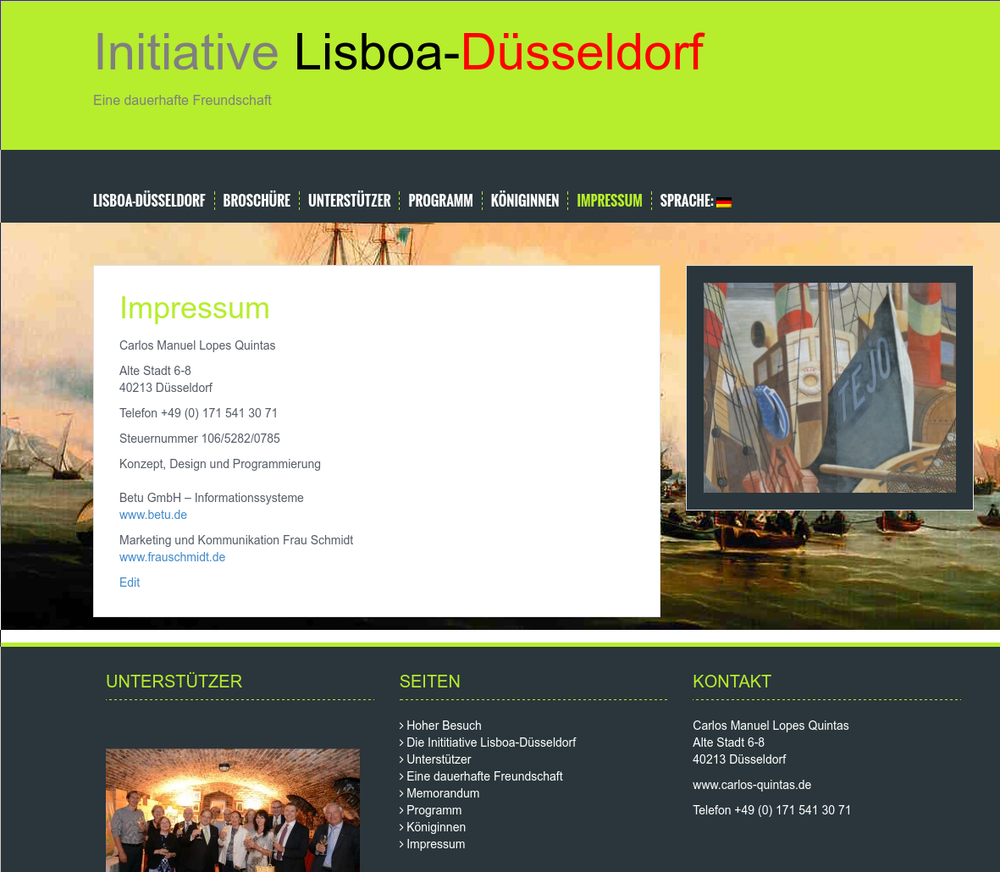 Initiative Lisboa-Düsseldorf
Eine dauerhafte Freundschaft
LISBOA-DÜSSELDORF
BROSCHÜRE
UNTERSTÜTZER
PROGRAMM
KÖNIGINNEN
IMPRESSUM
SPRACHE:
Impressum
Carlos Manuel Lopes Quintas
Alte Stadt 6-8
40213 Düsseldorf
Telefon +49 (0) 171 541 30 71
Steuernummer 106/5282/0785
Konzept, Design und Programmierung
Betu GmbH – Informationssysteme
www.betu.de
Marketing und Kommunikation Frau Schmidt
www.frauschmidt.de
Edit
TEJO
UNTERSTÜTZER
SEITEN
> Hoher Besuch
> Die Inititiative Lisboa-Düsseldorf
> Unterstützer
> Eine dauerhafte Freundschaft
> Memorandum
> Programm
> Königinnen
> Impressum
KONTAKT
Carlos Manuel Lopes Quintas
Alte Stadt 6-8
40213 Düsseldorf
www.carlos-quintas.de
Telefon +49 (0) 171 541 30 71